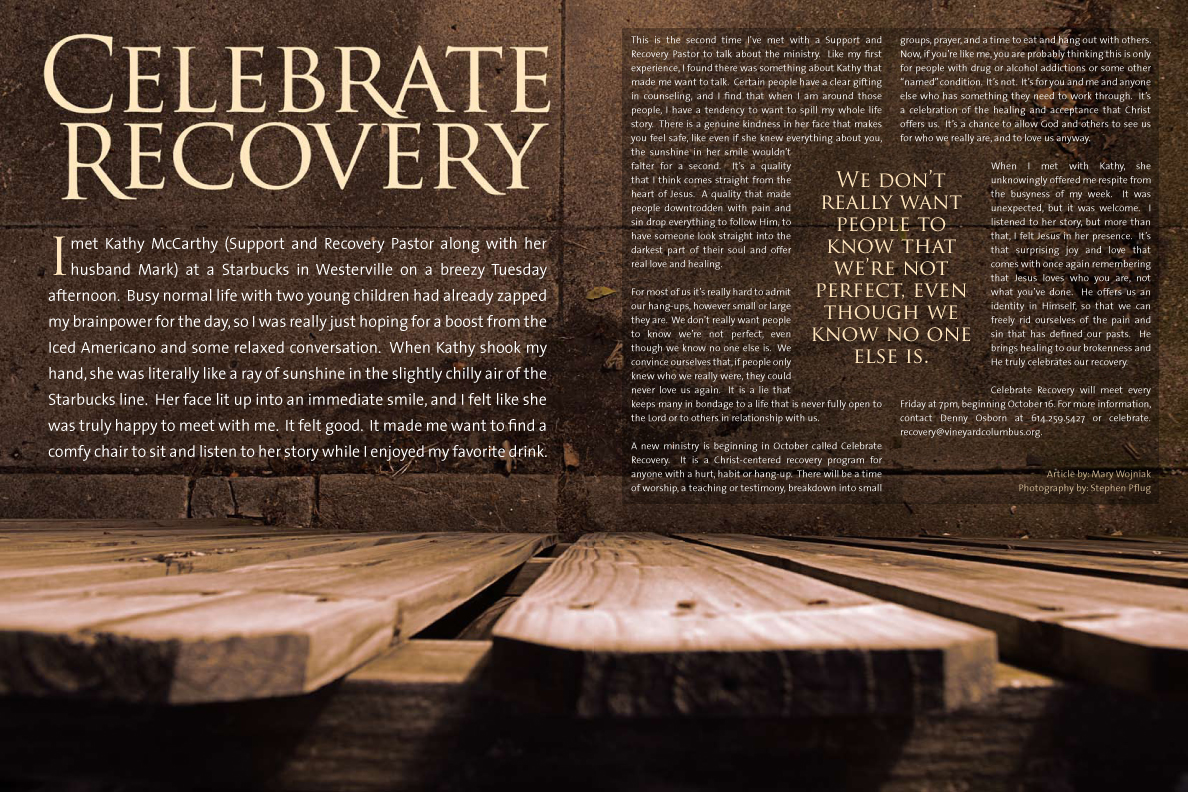 CELEBRATE
RECOVERY
I met Kathy McCarthy (Support and Recovery Pastor along with her
husband Mark) at a Starbucks in Westerville on a breezy Tuesday
afternoon. Busy normal life with two young children had already zapped
my brainpower for the day, so I was really just hoping for a boost from the
Iced Americano and some relaxed conversation. When Kathy shook my
hand, she was literally like a ray of sunshine in the slightly chilly air of the
Starbucks line. Her face lit up into an immediate smile, and I felt like she
was truly happy to meet with me. It felt good. It made me want to find a
comfy chair to sit and listen to her story while I enjoyed my favorite drink.
This is the second time I've met with a Support and
Recovery Pastor to talk about the ministry. Like my first
experience, I found there was something about Kathy that
made me want to talk. Certain people have a clear gifting
in counseling, and I find that when I am around those
people, I have a tendency to want to spill my whole life
story. There is a genuine kindness in her face that makes
you feel safe, like even if she knew everything about you,
the sunshine in her smile wouldn't
falter for a second. It's a quality
that I think comes straight from the
heart of Jesus. A quality that made
people downtrodden with pain and
sin drop everything to follow Him, to
have someone look straight into the
darkest part of their soul and offer
real love and healing.
For most of us it's really hard to admit
our hang-ups, however small or large
they are. We don't really want people
to know we're not perfect, even
though we know no one else is. We
convince ourselves that, if people only
knew who we really were, they could
never love us again. It is a lie that
keeps many in bondage to a life that is never fully open to
the Lord or to others in relationship with us.
A new ministry is beginning in October called Celebrate
Recovery. It is a Christ-centered recovery program for
anyone with a hurt, habit or hang-up. There will be a time
of worship, a teaching or testimony, breakdown into small
WE DON'T
REALLY WANT
PEOPLE TO
KNOW THAT
WE'RE NOT
PERFECT, EVEN
THOUGH WE
KNOW NO ONE
ELSE IS.
groups, prayer, and a time to eat and hang out with others.
Now, if you're like me, you are probably thinking this is only
for people with drug or alcohol addictions or some other
"named" condition. It's not. It's for you and me and anyone
else who has something they need to work through. It's
a celebration of the healing and acceptance that Christ
offers us. It's a chance to allow God and others to see us
for who we really are, and to love us anyway.
When I met with Kathy, she
unknowingly offered me respite from
the busyness of my week. It was
unexpected, but it was welcome. I
listened to her story, but more than
that, I felt Jesus in her presence. It's
that surprising joy and love that
comes with once again remembering
that Jesus loves who you are, not
what you've done. He offers us an
identity in Himself, so that we can
freely rid ourselves of the pain and
sin that has defined our pasts. He
brings healing to our brokenness and
He truly celebrates our recovery.
Celebrate Recovery will meet every
Friday at 7pm, beginning October 16. For more information,
contact Denny Osborn at 614.259.5427 or celebrate.
recovery@vineyardcolumbus.org.
Article by: Mary Wojniak
Photography by: Stephen Pflug